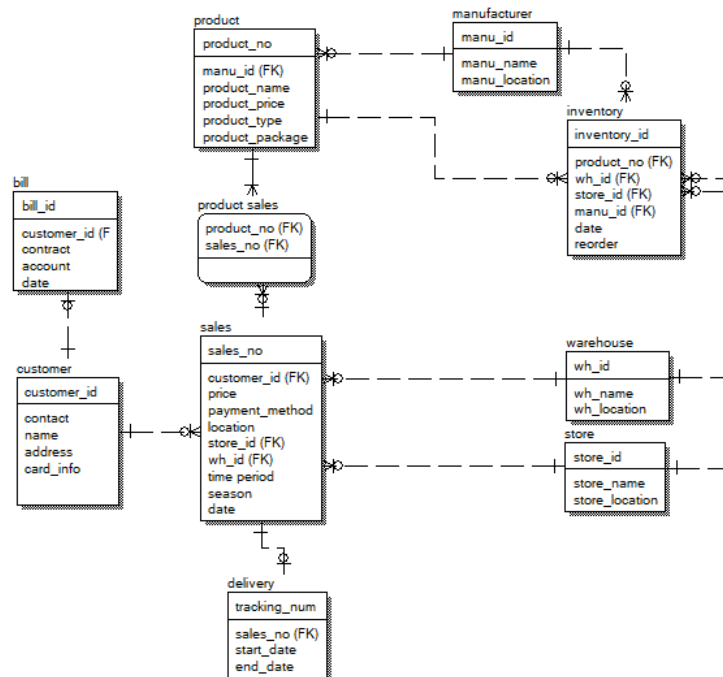 product
product_no
manu_id (FK)
product_name
product_price
product_type
product_package
manufacturer
manu_id
manu_name
manu_location
inventory
inventory_id
product_no (FK)
wh_id (FK)
store_id (FK)
manu_id (FK)
date
reorder
bill
bill_id
customer_id (F
contract
account
date
product sales
product_no (FK)
sales_no (FK)
customer
customer_id
contact
name
address
card_info
sales
sales_no
customer_id (FK)
price
payment_method
location
store_id (FK)
wh_id (FK)
time period
season
date
warehouse
wh_id
wh_name
wh_location
store
store_id
store_name
store_location
delivery
tracking_num
sales_no (FK)
start_date
end_date